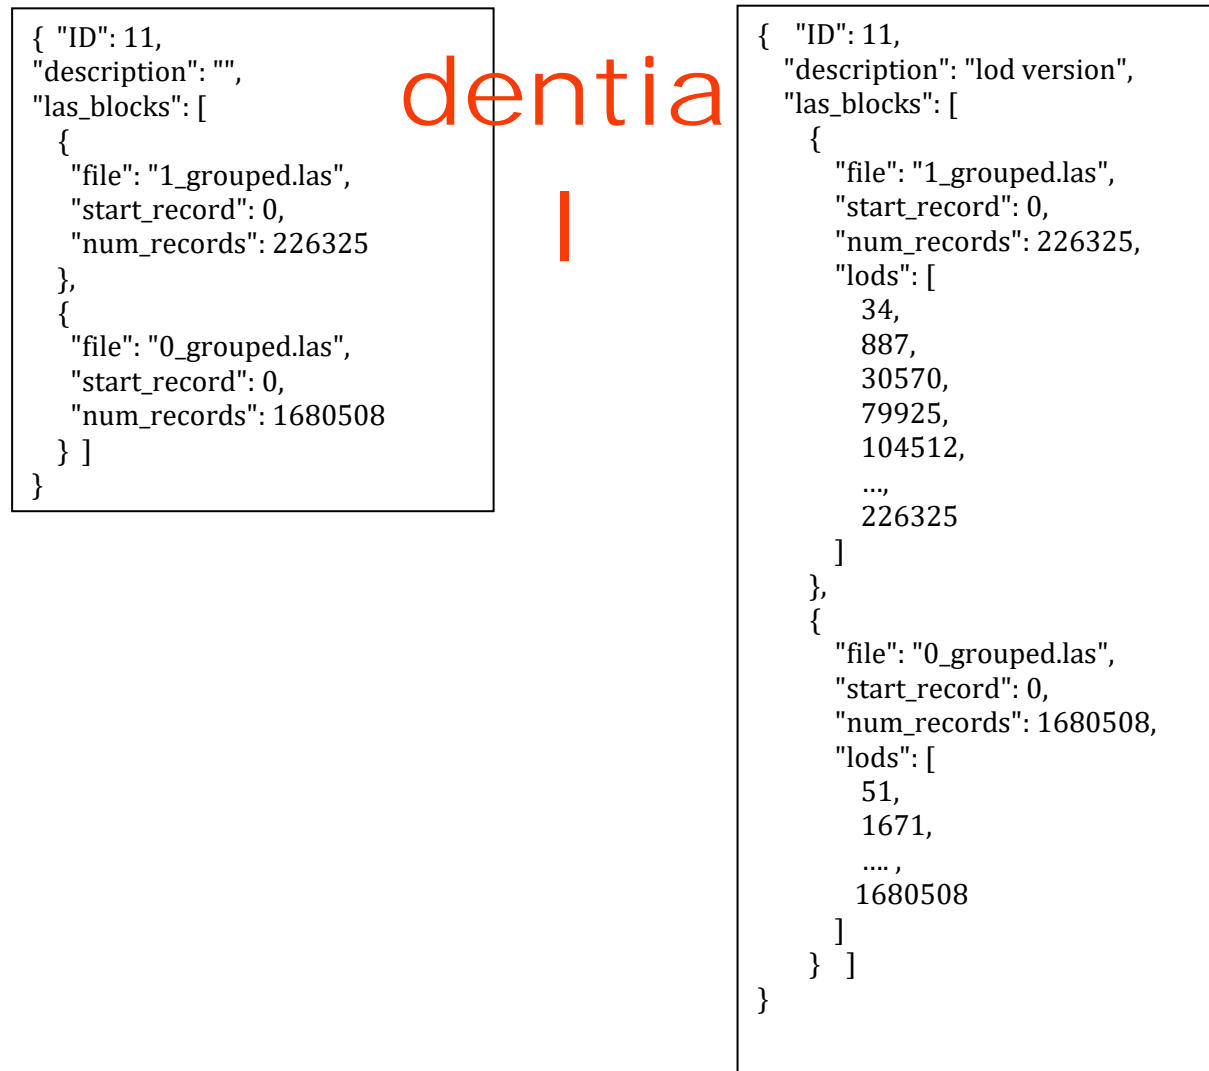 {  "ID": 11,
"description": "",
"las_blocks": [
{
"file": "1_grouped.las",
"start_record": 0,
"num_records": 226325
},
{
"file": "0_grouped.las",
"start_record": 0,
"num_records": 1680508
}  ]
}
dentia
l
{   "ID": 11,
"description": "lod version",
"las_blocks": [
{
"file": "1_grouped.las",
"start_record": 0,
"num_records": 226325,
"lods": [
34,
887,
30570,
79925,
104512,
…,
226325
]
},
{
"file": "0_grouped.las",
"start_record": 0,
"num_records": 1680508,
"lods": [
51,
1671,
…. ,
1680508
]
}   ]
}